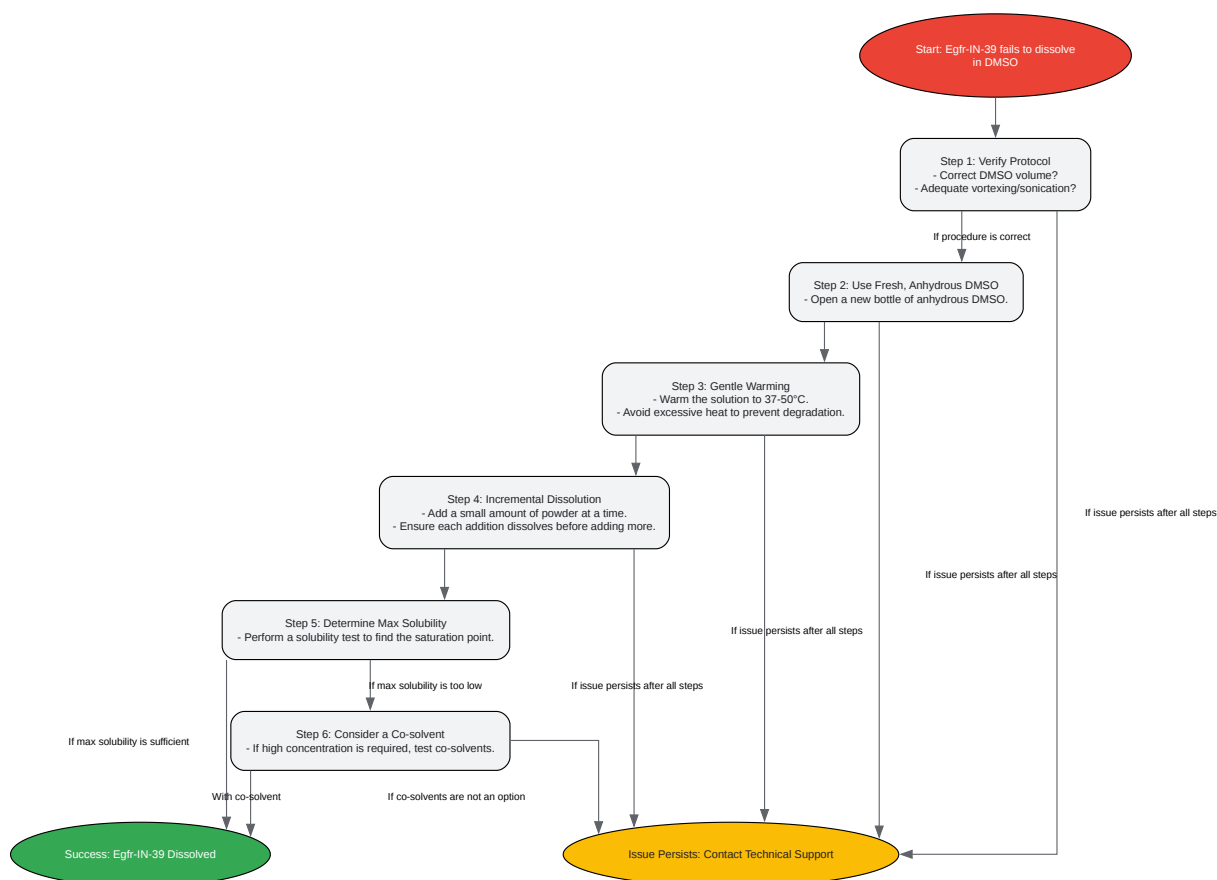 Start: Egfr-IN-39 fails to dissolve
in DMSO
Step 1: Verify Protocol
- Correct DMSO volume?
- Adequate vortexing/sonication?
If procedure is correct
Step 2: Use Fresh, Anhydrous DMSO
- Open a new bottle of anhydrous DMSO.
Step 3: Gentle Warming
- Warm the solution to 37-50°C.
- Avoid excessive heat to prevent degradation.
Step 4: Incremental Dissolution
- Add a small amount of powder at a time.
- Ensure each addition dissolves before adding more.
If issue persists after all steps
If issue persists after all steps
Step 5: Determine Max Solubility
- Perform a solubility test to find the saturation point.
If issue persists after all steps
If max solubility is too low
If issue persists after all steps
Step 6: Consider a Co-solvent
- If high concentration is required, test co-solvents.
If max solubility is sufficient
With co-solvent
If co-solvents are not an option
Success: Egfr-IN-39 Dissolved
Issue Persists: Contact Technical Support